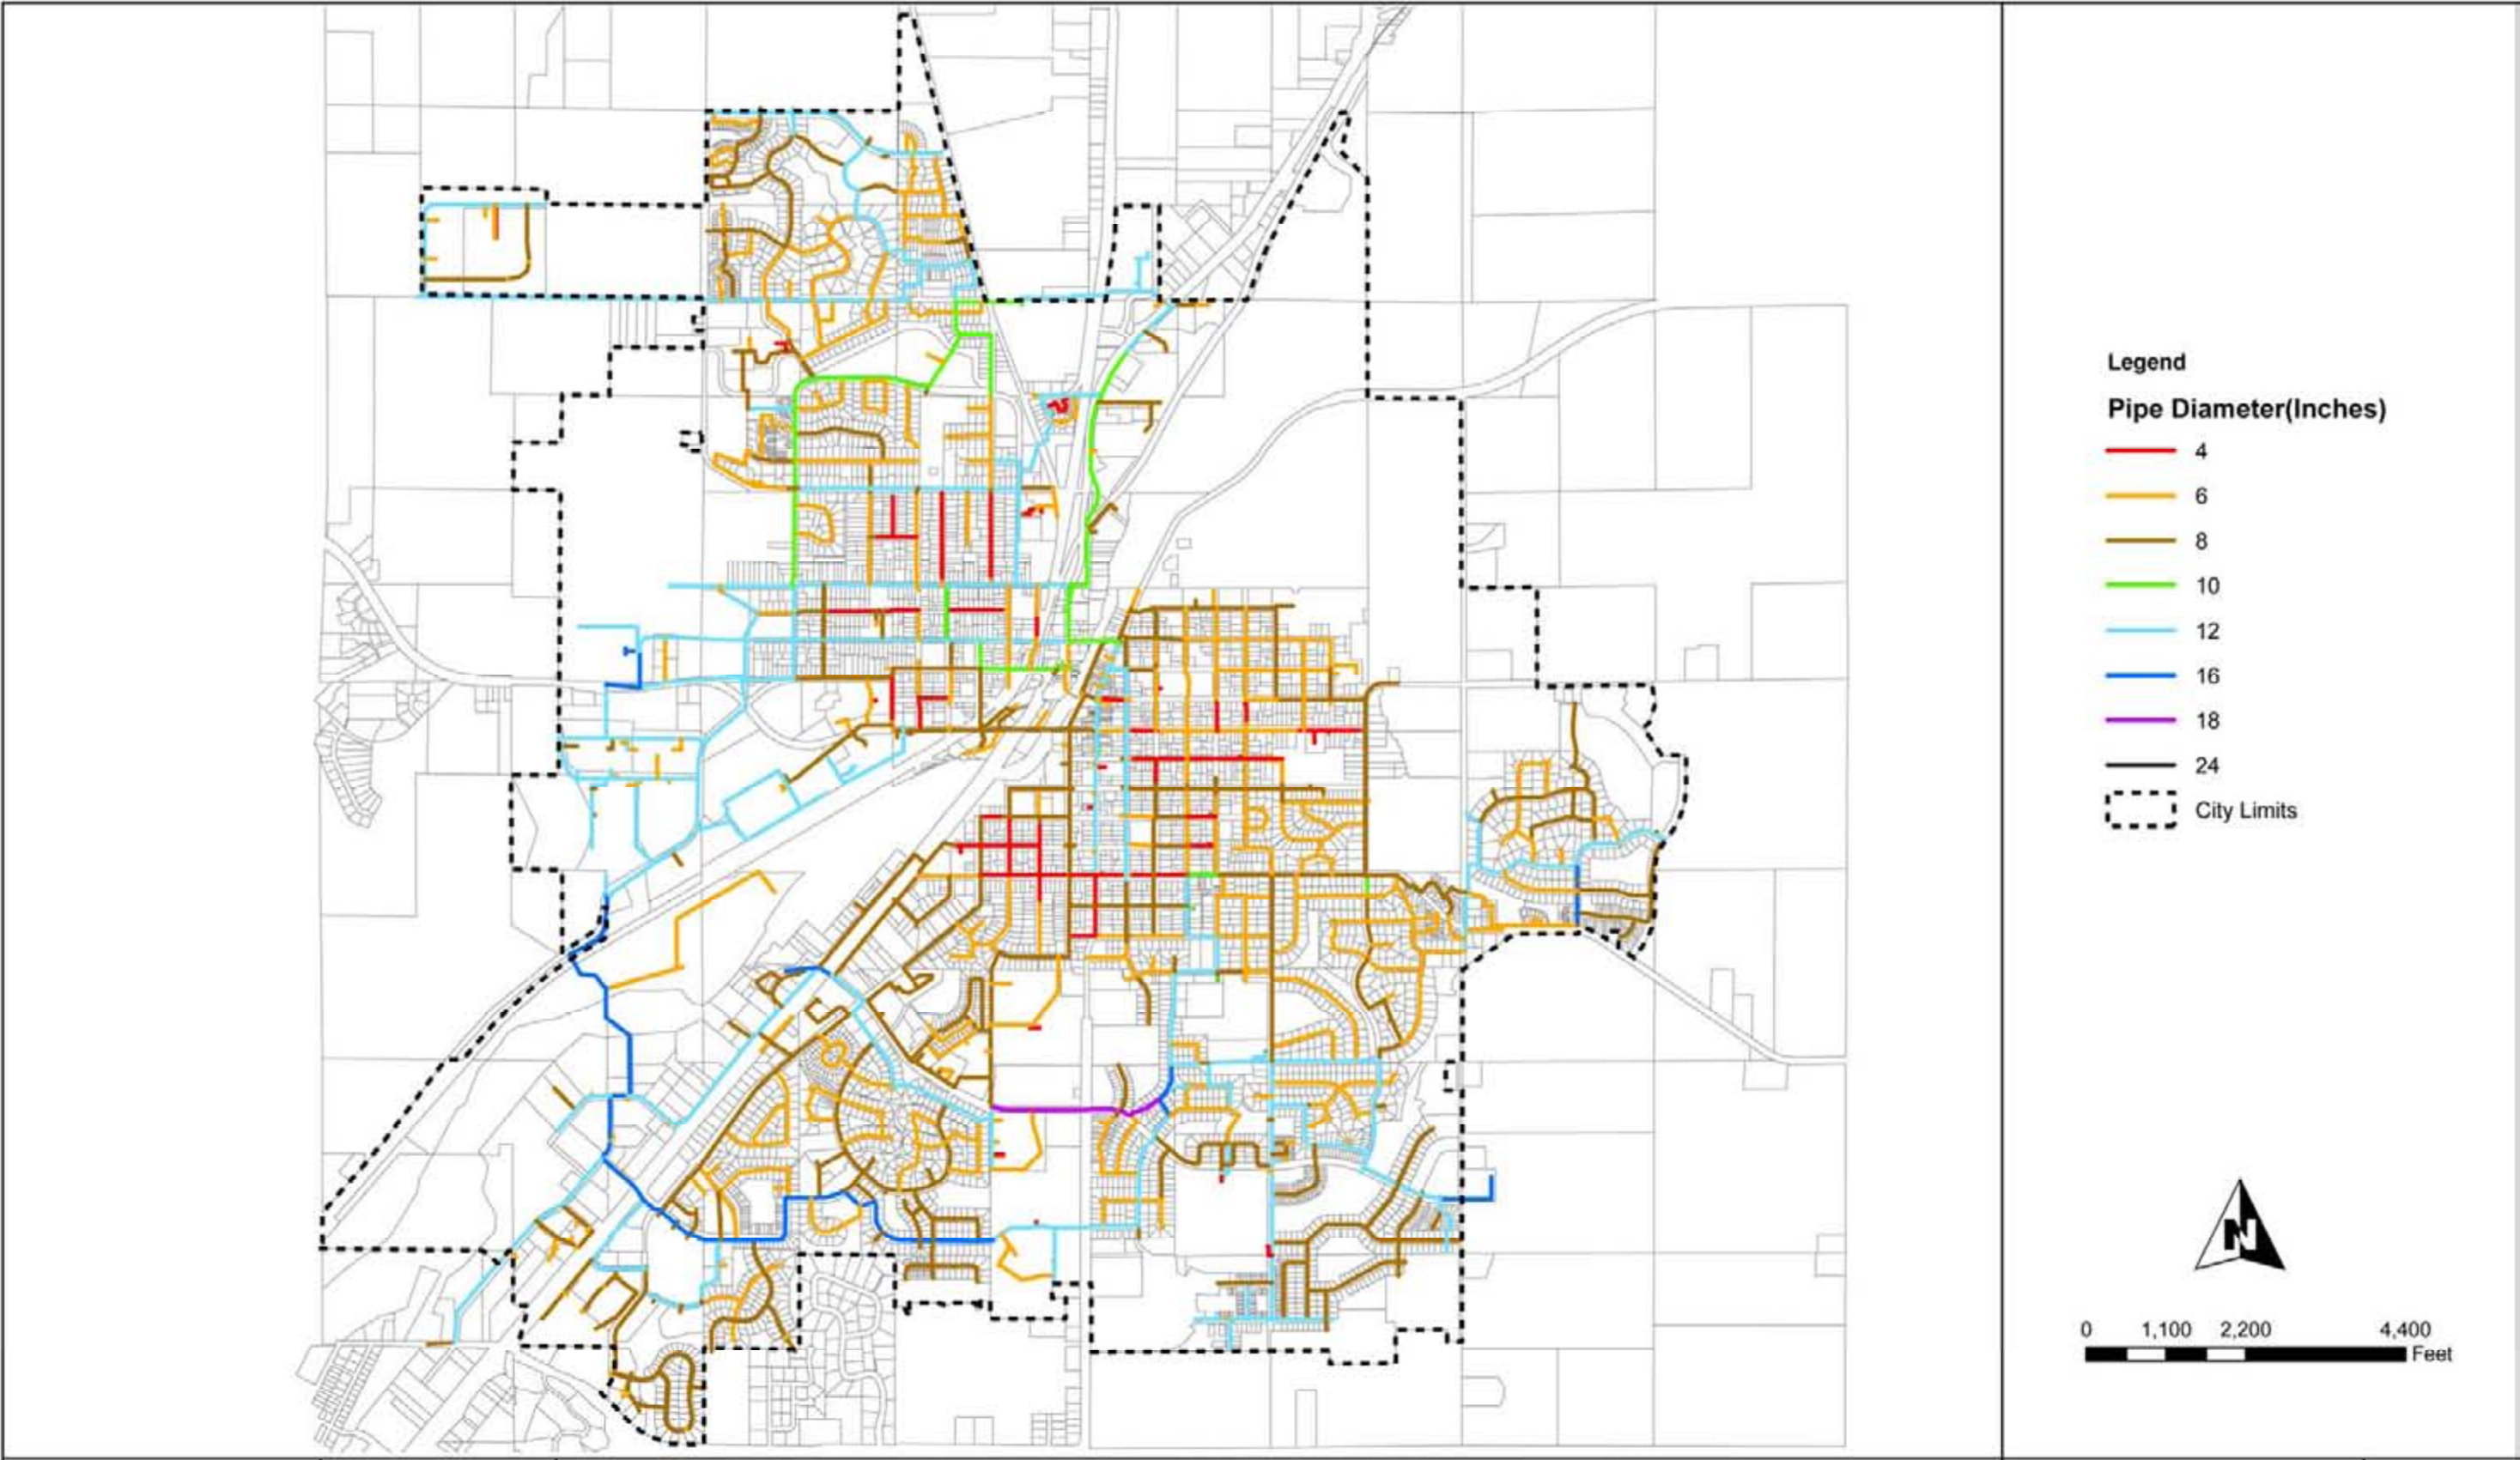 Legend
Pipe Diameter(Inches)
4
6
8
10
12
16
18
24
City Limits
N
0 1,100 2,200 4,400
Feet